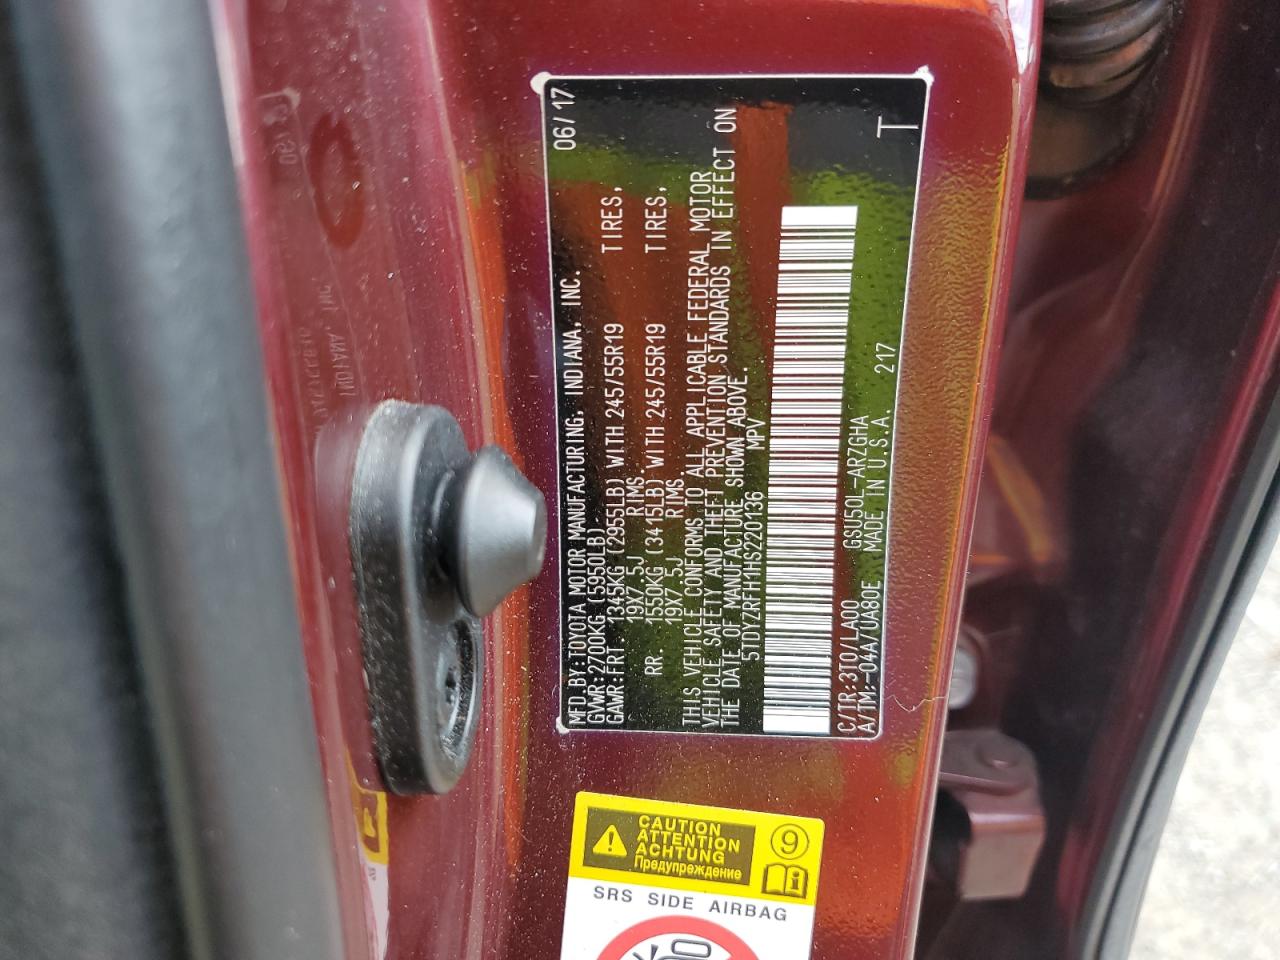 MFD.BY:TOYOTA MOTOR MANUFACTURING, INDIANA, INC. 06/17
GVWR:2700KG (5950LB)
GAWR:FRT. 1345KG (2955LB) WITH 245/55R19 TIRES,
19X7.5J RIMS.
RR. 1550KG (3415LB) WITH 245/55R19 TIRES,
19X7.5J RIMS.
THIS VEHICLE CONFORMS TO ALL APPLICABLE FEDERAL MOTOR
VEHICLE SAFETY AND THEFT PREVENTION STANDARDS IN EFFECT ON
THE DATE OF MANUFACTURE SHOWN ABOVE.
5TDYZRFH1HS220136 MPV
C/TR:3T0/LA00 GSU50L-ARZGHA 217 T
A/TM:-04A/UA80E MADE IN U.S.A.
CAUTION
ATTENTION
ACHTUNG
Предупреждение
9
SRS SIDE AIRBAG